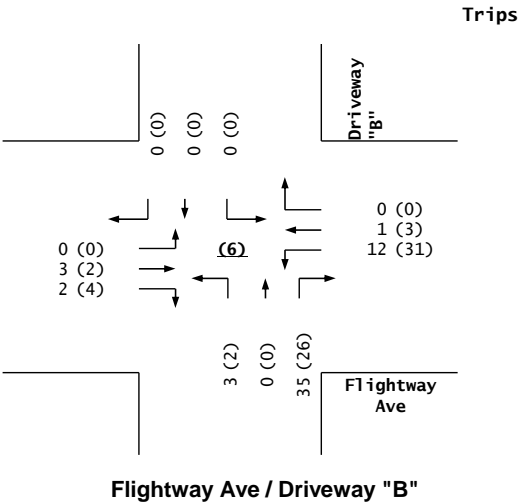 Trips
Driveway
"B"
0 (0)
0 (0)
0 (0)
0 (0)
1 (3)
12 (31)
(6)
0 (0)
3 (2)
2 (4)
3 (2)
0 (0)
35 (26)
Flightway
Ave
Flightway Ave / Driveway "B"